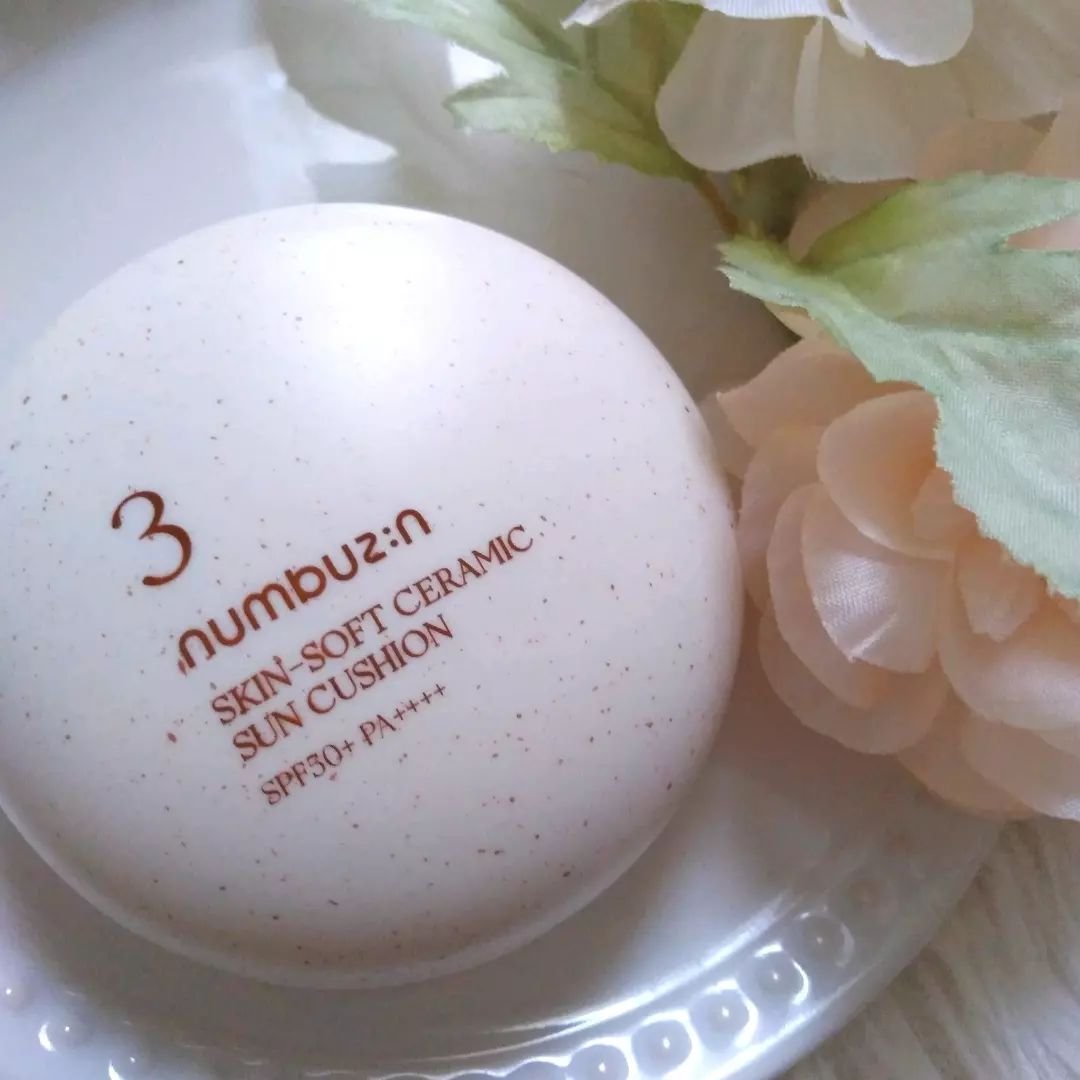 3
numbuz:n
SKIN-SOFT CERAMIC
SUN CUSHION
SPF50+ PA++++